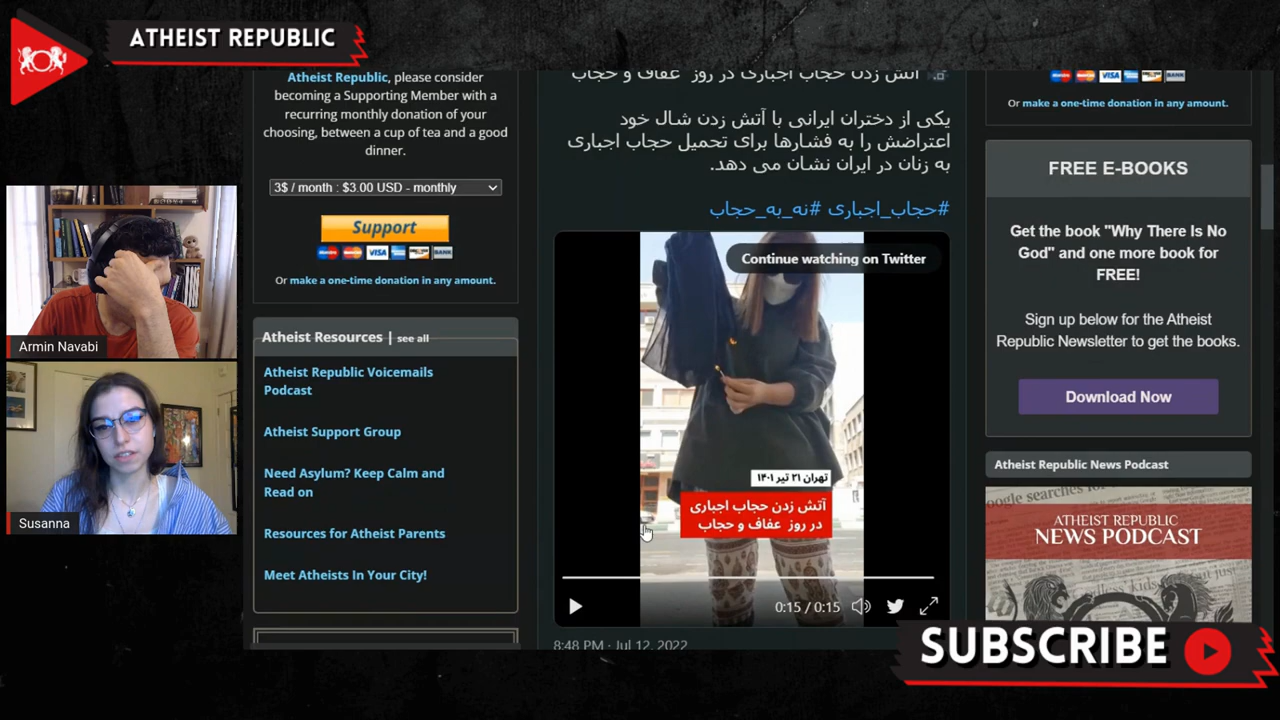 ATHEIST REPUBLIC
Atheist Republic, please consider
becoming a Supporting Member with a
recurring monthly donation of your
choosing, between a cup of tea and a good
dinner.
3$ / month : $3.00 USD - monthly
Support
VISA
BANK
Or make a one-time donation in any amount.
Atheist Resources | see all
Atheist Republic Voicemails
Podcast
Atheist Support Group
Need Asylum? Keep Calm and
Read on
Resources for Atheist Parents
Meet Atheists In Your City!
Armin Navabi
Susanna
آتش زدن حجاب اجباری در روز عفاف و حجاب
یکی از دختران ایرانی با آتش زدن شال خود
اعتراضش را به فشارها برای تحمیل حجاب اجباری
به زنان در ایران نشان می دهد.
#حجاب_اجباری #نه_به_حجاب
Continue watching on Twitter
تهران ۲۱ تیر ۱۴۰۱
آتش زدن حجاب اجباری
در روز عفاف و حجاب
0:15 / 0:15
8:48 PM · Jul 12, 2022
VISA
BANK
Or make a one-time donation in any amount.
FREE E-BOOKS
Get the book "Why There Is No
God" and one more book for
FREE!
Sign up below for the Atheist
Republic Newsletter to get the books.
Download Now
Atheist Republic News Podcast
ATHEIST REPUBLIC
NEWS PODCAST
SUBSCRIBE